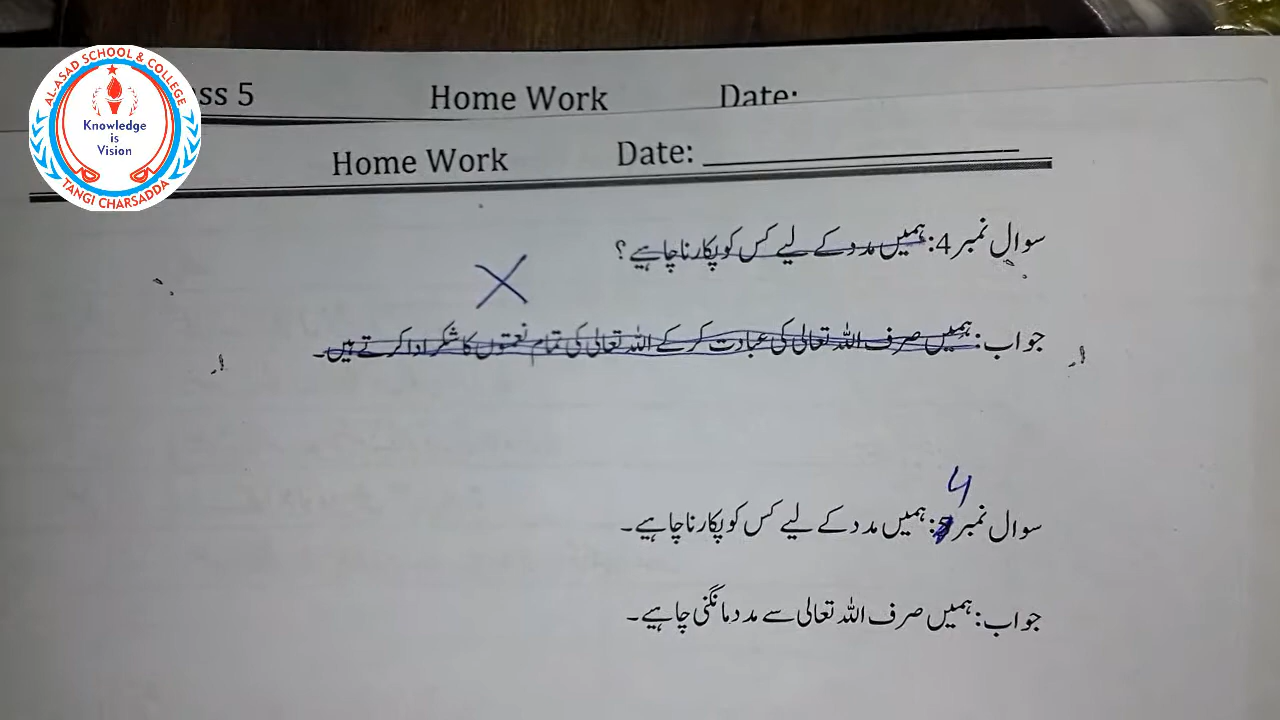 AL-ASAD SCHOOL & COLLEGE
Knowledge
is
Vision
TANGI CHARSADDA
ss 5 Home Work Date:
Home Work Date:
سوال نمبر 4: ہمیں مدد کے لیے کس کو پکارنا چاہیے؟
جواب: ہمیں صرف اللہ تعالی کی عبادت کر کے اللہ تعالی کی تمام نعمتوں کا شکر ادا کرتے ہیں۔
4
سوال نمبر: ہمیں مدد کے لیے کس کو پکارنا چاہیے۔
جواب: ہمیں صرف اللہ تعالی سے مدد مانگنی چاہیے۔